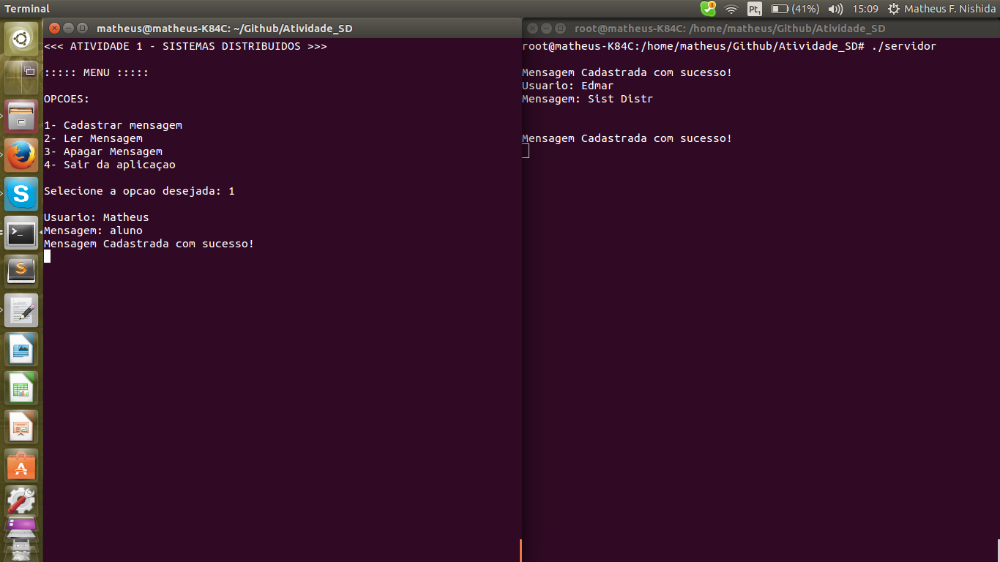 Terminal
Pt1 (41%) 15:09 Matheus F. Nishida
matheus@matheus-K84C: ~/Github/Atividade_SD
<<< ATIVIDADE 1 - SISTEMAS DISTRIBUIDOS >>>
::::: MENU :::::
OPCOES:
1- Cadastrar mensagem
2- Ler Mensagem
3- Apagar Mensagem
4- Sair da aplicaçao
Selecione a opcao desejada: 1
Usuario: Matheus
Mensagem: aluno
Mensagem Cadastrada com sucesso!
root@matheus-K84C: /home/matheus/Github/Atividade_SD
root@matheus-K84C:/home/matheus/Github/Atividade_SD# ./servidor
Mensagem Cadastrada com sucesso!
Usuario: Edmar
Mensagem: Sist Distr
Mensagem Cadastrada com sucesso!